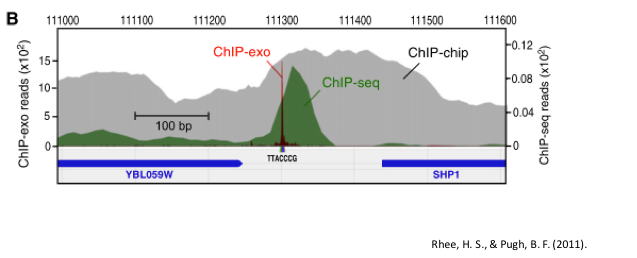 B
111000 111100 111200 111300 111400 111500 111600
ChIP-exo reads (x10²)
15
10
5
0
ChIP-exo
ChIP-chip
ChIP-seq
100 bp
0.12
0.08
0.04
0
ChIP-seq reads (x10²)
TTACCCG
YBL059W SHP1
Rhee, H. S., & Pugh, B. F. (2011).